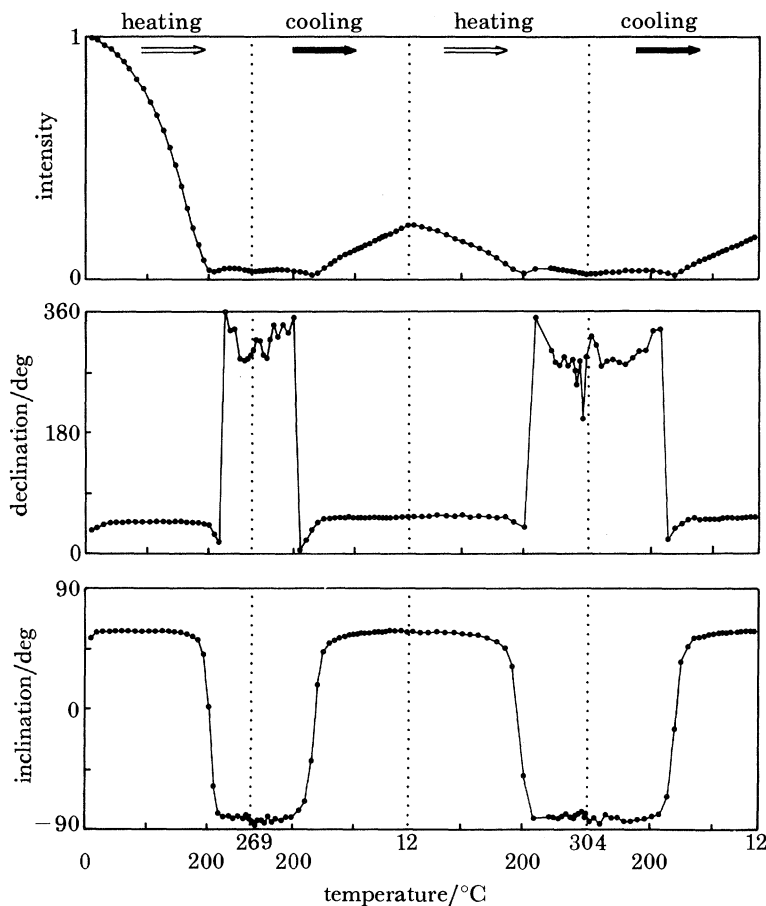 heating cooling heating cooling
1
intensity
0
360
declination/deg
180
0
90
inclination/deg
0
−90
269 12 304 12
0 200 200 200 200
temperature/°C